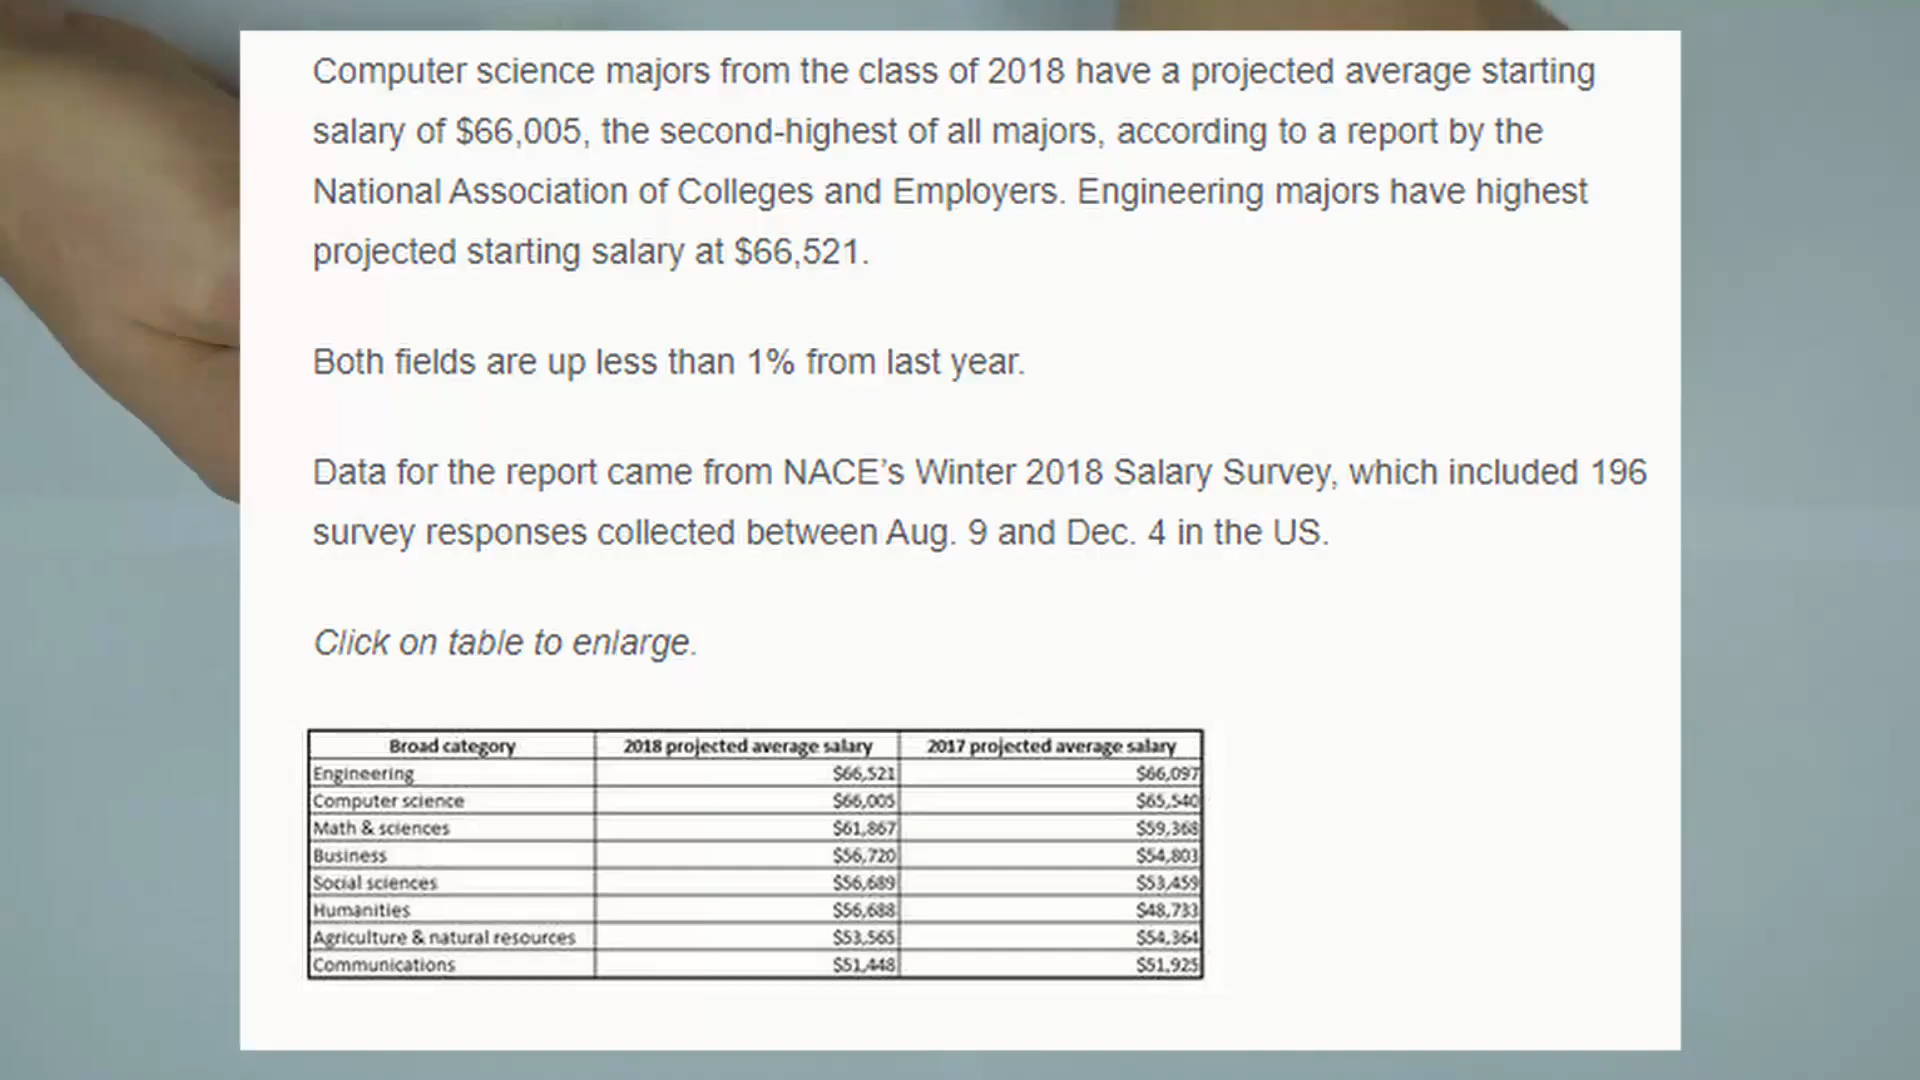 Computer science majors from the class of 2018 have a projected average starting
salary of $66,005, the second-highest of all majors, according to a report by the
National Association of Colleges and Employers. Engineering majors have highest
projected starting salary at $66,521.
Both fields are up less than 1% from last year.
Data for the report came from NACE’s Winter 2018 Salary Survey, which included 196
survey responses collected between Aug. 9 and Dec. 4 in the US.
Click on table to enlarge.
Broad category 2018 projected average salary 2017 projected average salary
Engineering $66,521 $66,097
Computer science $66,005 $65,540
Math & sciences $61,867 $59,368
Business $56,720 $54,803
Social sciences $56,689 $53,459
Humanities $56,688 $48,733
Agriculture & natural resources $53,565 $54,364
Communications $51,448 $51,925